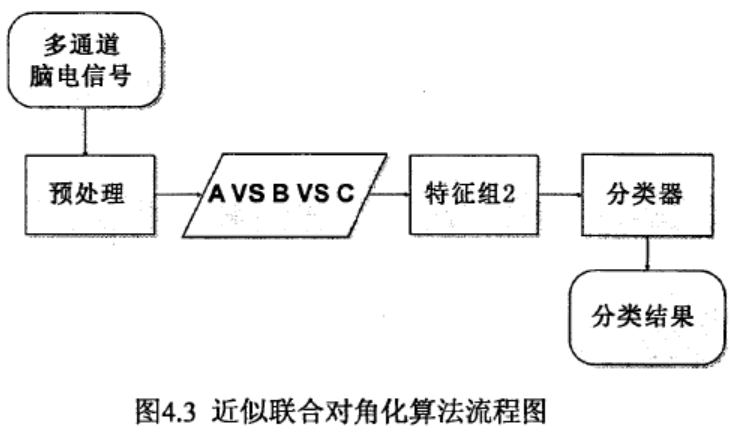 多通道
脑电信号
预处理
A VS B VS C
特征组2
分类器
分类结果
图4.3 近似联合对角化算法流程图